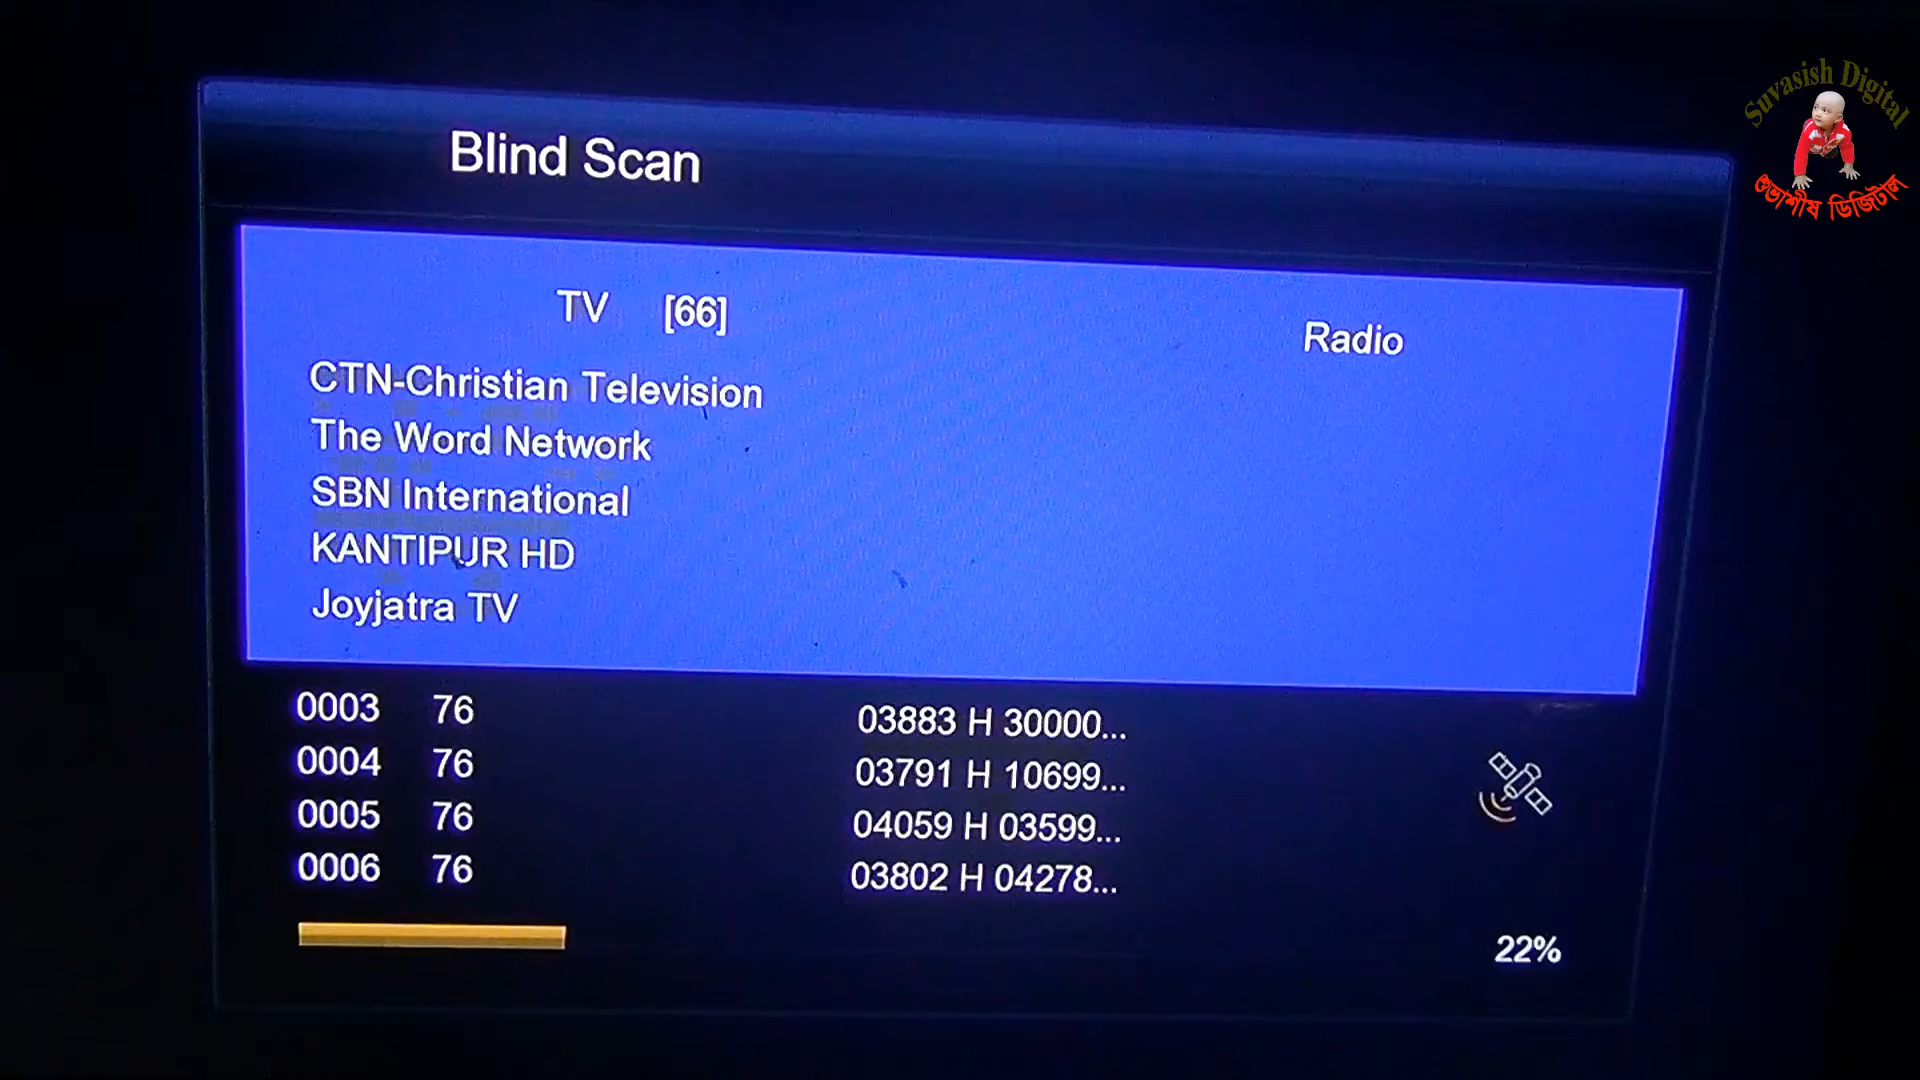 Suvasish Digital
শুভাশীষ ডিজিটাল
Blind Scan
TV [66]
Radio
CTN-Christian Television
The Word Network
SBN International
KANTIPUR HD
Joyjatra TV
0003 76 03883 H 30000...
0004 76 03791 H 10699...
0005 76 04059 H 03599...
0006 76 03802 H 04278...
22%